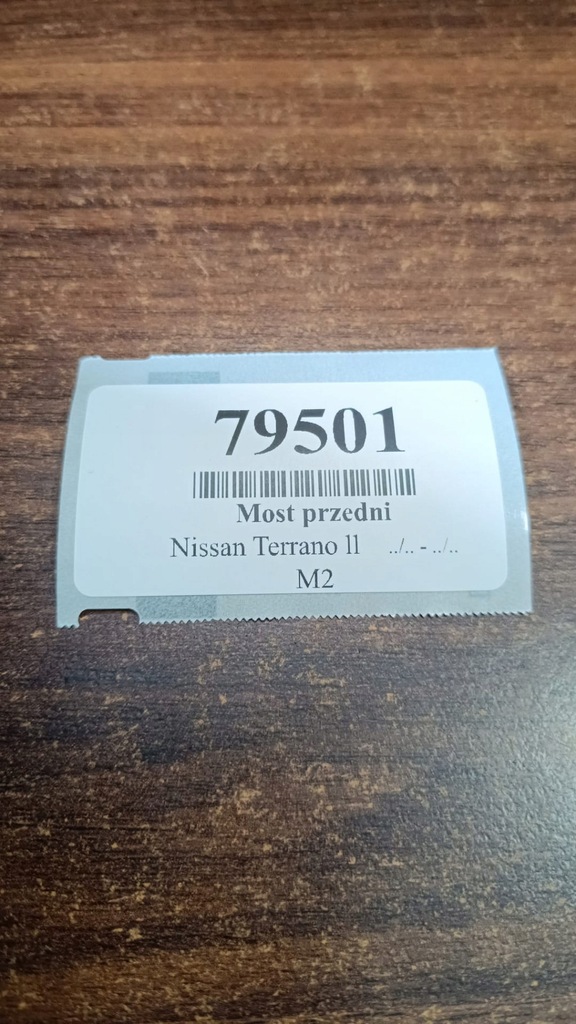 79501
Most przedni
Nissan Terrano ll ../.. - ../..
M2